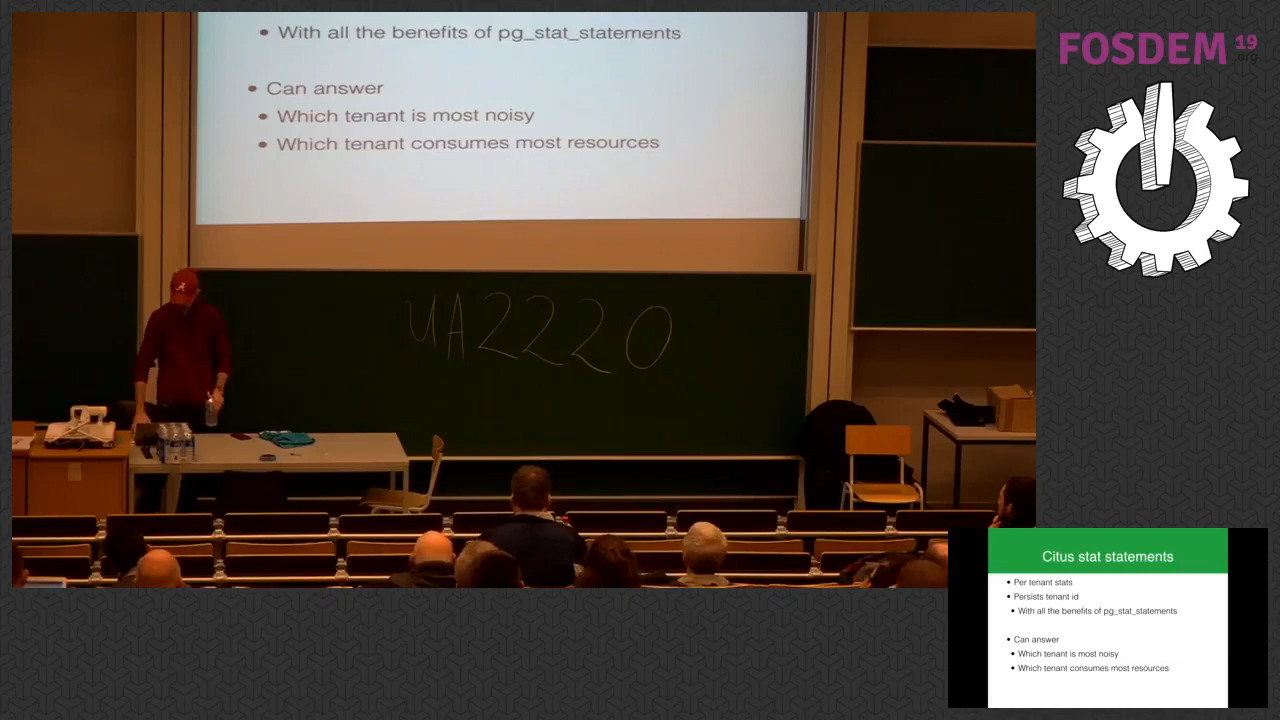 • With all the benefits of pg_stat_statements
• Can answer
• Which tenant is most noisy
• Which tenant consumes most resources
UA2220
A
FOSDEM 19
.org
Citus stat statements
• Per tenant stats
• Persists tenant id
• With all the benefits of pg_stat_statements
• Can answer
• Which tenant is most noisy
• Which tenant consumes most resources